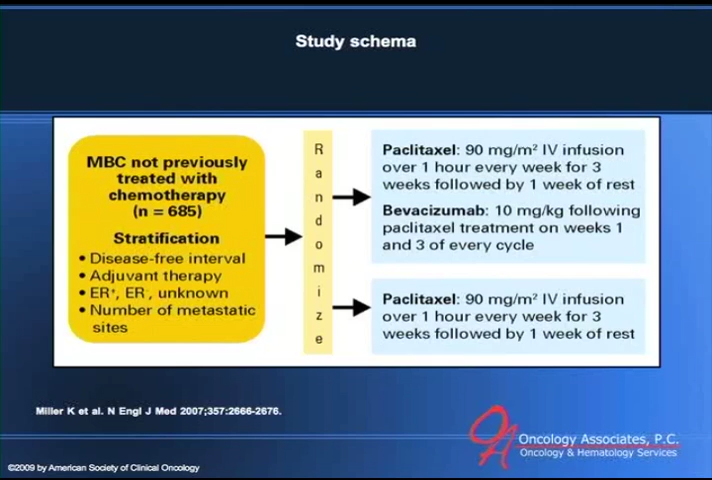 Study schema
MBC not previously
treated with
chemotherapy
(n = 685)
Stratification
• Disease-free interval
• Adjuvant therapy
• ER⁺, ER⁻, unknown
• Number of metastatic
sites
Randomize
Paclitaxel: 90 mg/m² IV infusion
over 1 hour every week for 3
weeks followed by 1 week of rest
Bevacizumab: 10 mg/kg following
paclitaxel treatment on weeks 1
and 3 of every cycle
Paclitaxel: 90 mg/m² IV infusion
over 1 hour every week for 3
weeks followed by 1 week of rest
Miller K et al. N Engl J Med 2007;357:2666-2676.
OA
Oncology Associates, P.C.
Oncology & Hematology Services
©2009 by American Society of Clinical Oncology